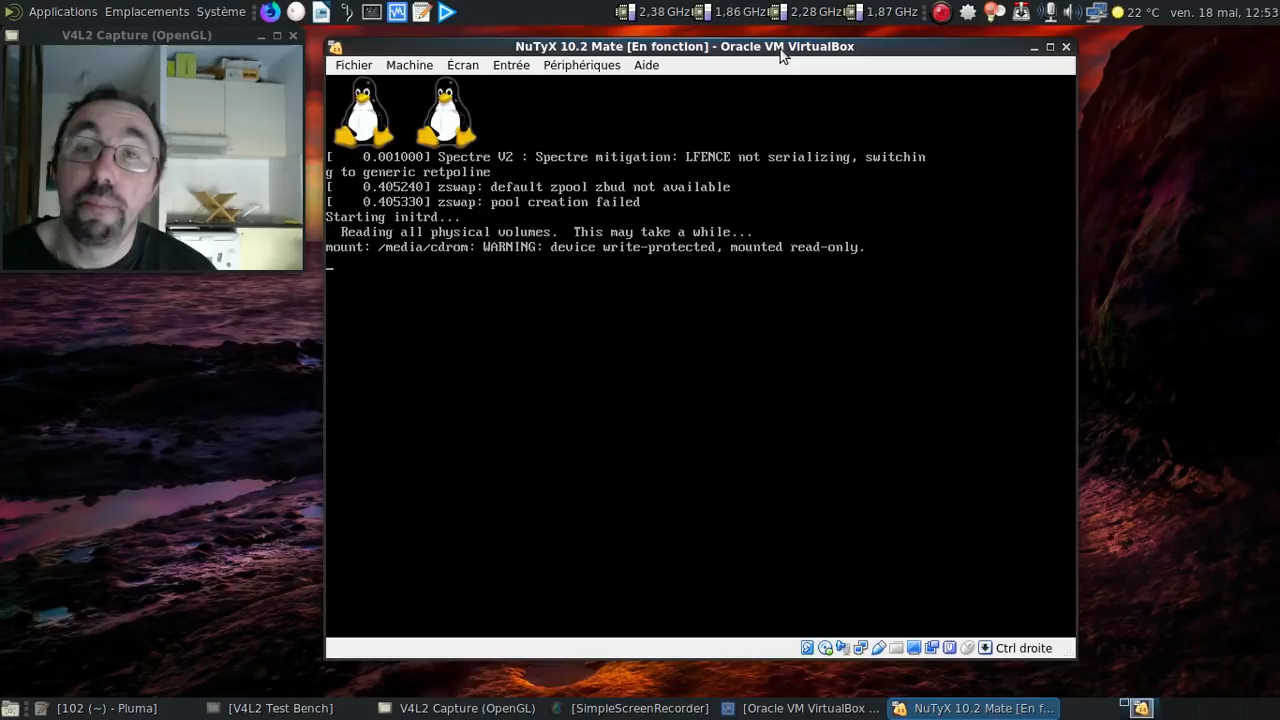 Applications Emplacements Système 2,38 GHz 1,86 GHz 2,28 GHz 1,87 GHz 22 °C ven. 18 mai, 12:53
V4L2 Capture (OpenGL)
NuTyX 10.2 Mate [En fonction] - Oracle VM VirtualBox
Fichier Machine Écran Entrée Périphériques Aide
[    0.001000] Spectre V2 : Spectre mitigation: LFENCE not serializing, switchin
g to generic retpoline
[    0.405240] zswap: default zpool zbud not available
[    0.405330] zswap: pool creation failed
Starting initrd...
Reading all physical volumes.  This may take a while...
mount: /media/cdrom: WARNING: device write-protected, mounted read-only.
Ctrl droite
[102 (~) - Pluma] [V4L2 Test Bench] V4L2 Capture (OpenGL) [SimpleScreenRecorder] [Oracle VM VirtualBox ... NuTyX 10.2 Mate [En f...